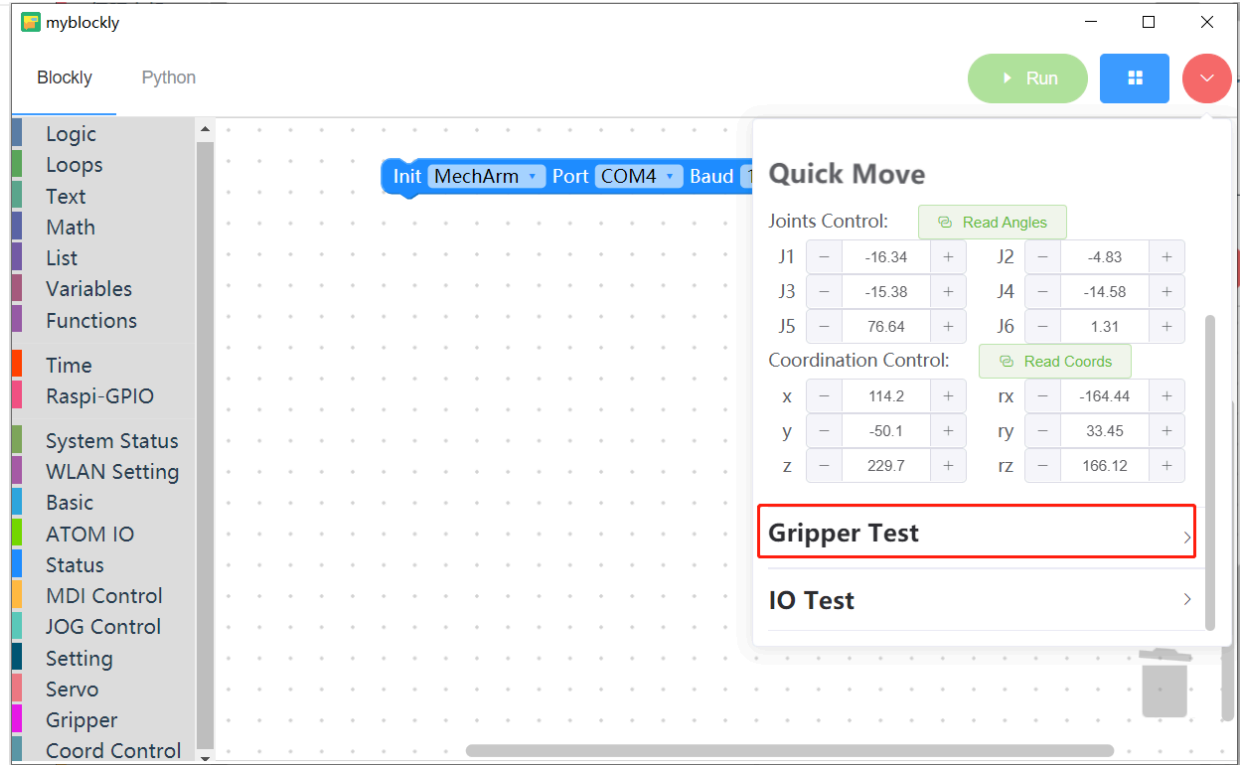 myblockly
Blockly Python Run
Logic
Loops
Text
Math
List
Variables
Functions
Time
Raspi-GPIO
System Status
WLAN Setting
Basic
ATOM IO
Status
MDI Control
JOG Control
Setting
Servo
Gripper
Coord Control
Init MechArm Port COM4 Baud 1
Quick Move
Joints Control: Read Angles
J1 − -16.34 + J2 − -4.83 +
J3 − -15.38 + J4 − -14.58 +
J5 − 76.64 + J6 − 1.31 +
Coordination Control: Read Coords
x − 114.2 + rx − -164.44 +
y − -50.1 + ry − 33.45 +
z − 229.7 + rz − 166.12 +
Gripper Test
IO Test